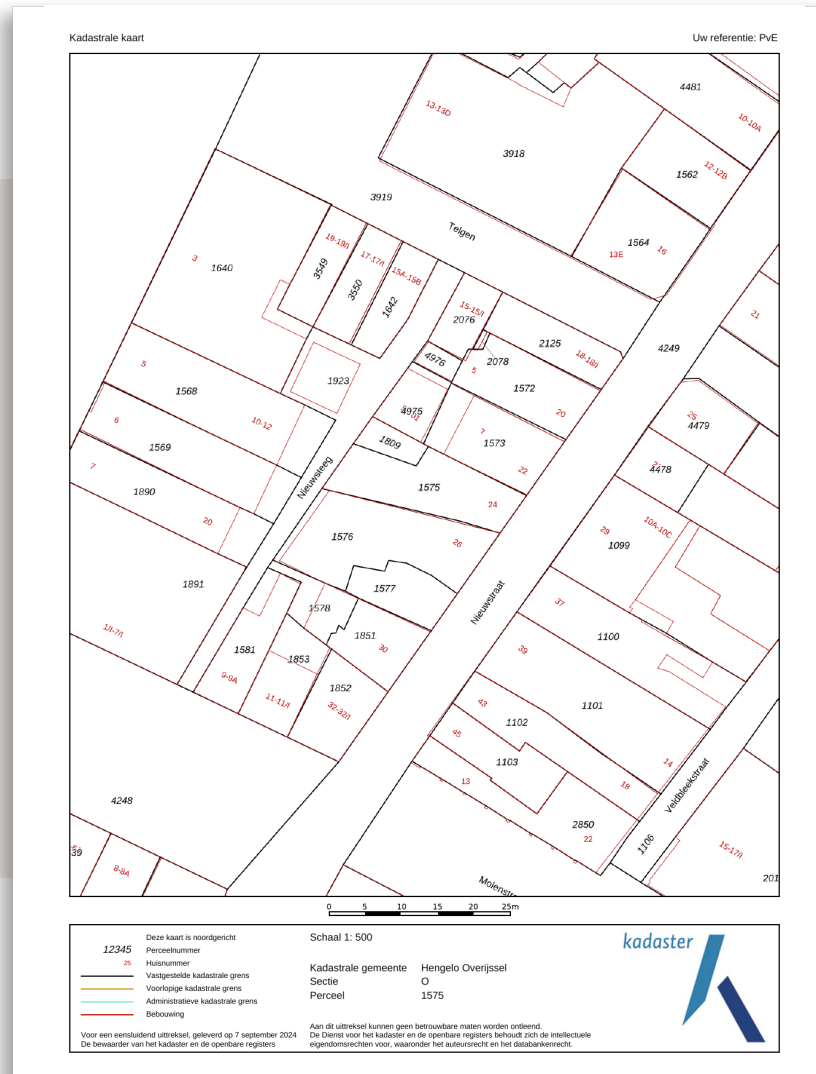 Kadastrale kaart
Uw referentie: PvE
4481
10-10A
13-13D
3918
1562
12-12B
3919
Telgen
1564
16
13E
19-19/I
17-17/I
15A-15B
3
1640
3549
3550
1642
15-15/I
2076
21
2125
18-18/I
4249
4976
2078
5
5
1923
1572
1568
4975
20
25
4479
6
10-12
1809
7
1573
1569
22
4478
7
Nieuwsteeg
1575
1890
24
20
29
10A-10C
1576
26
1099
1891
1577
Nieuwstraat
37
1578
1100
1/I-7/I
1851
30
39
1581
1853
9-9A
1852
1101
11-11/I
32-32/I
43
1102
45
1103
14
13
18
Veldbleekstraat
4248
2850
22
1106
39
15-17/I
8-8A
201
Molenstr
0 5 10 15 20 25m
Deze kaart is noordgericht
12345 Perceelnummer
25 Huisnummer
Vastgestelde kadastrale grens
Voorlopige kadastrale grens
Administratieve kadastrale grens
Bebouwing
Voor een eensluidend uittreksel, geleverd op 7 september 2024
De bewaarder van het kadaster en de openbare registers
Schaal 1: 500
Kadastrale gemeente Hengelo Overijssel
Sectie O
Perceel 1575
Aan dit uittreksel kunnen geen betrouwbare maten worden ontleend.
De Dienst voor het kadaster en de openbare registers behoudt zich de intellectuele
eigendomsrechten voor, waaronder het auteursrecht en het databankenrecht.
kadaster